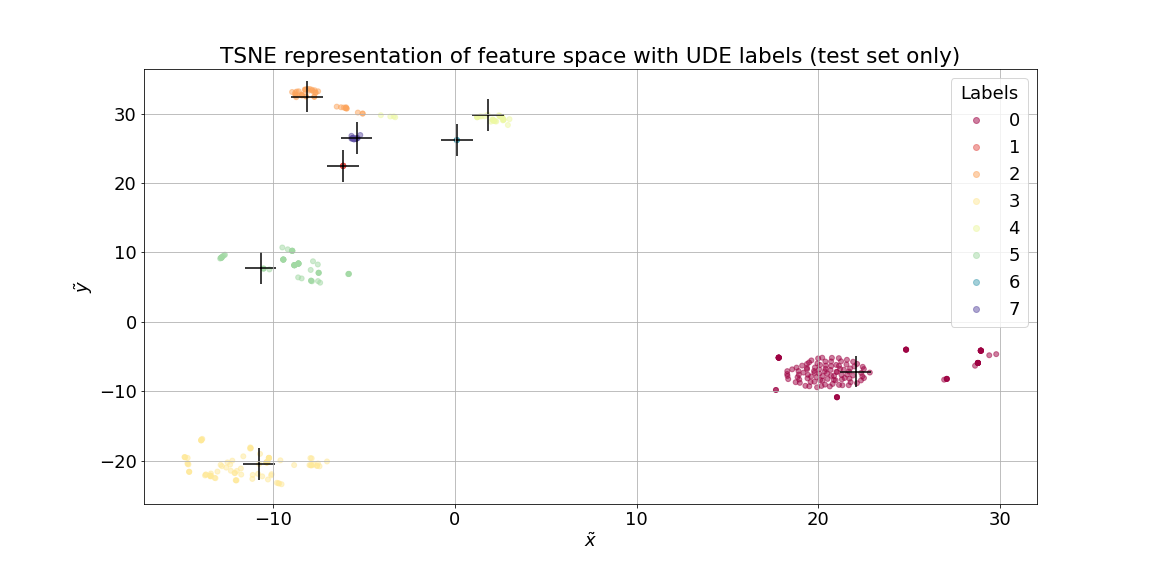 TSNE representation of feature space with UDE labels (test set only)
Labels
0
1
2
3
4
5
6
7
30
20
10
0
−10
−20
ỹ
−10 0 10 20 30
x̃